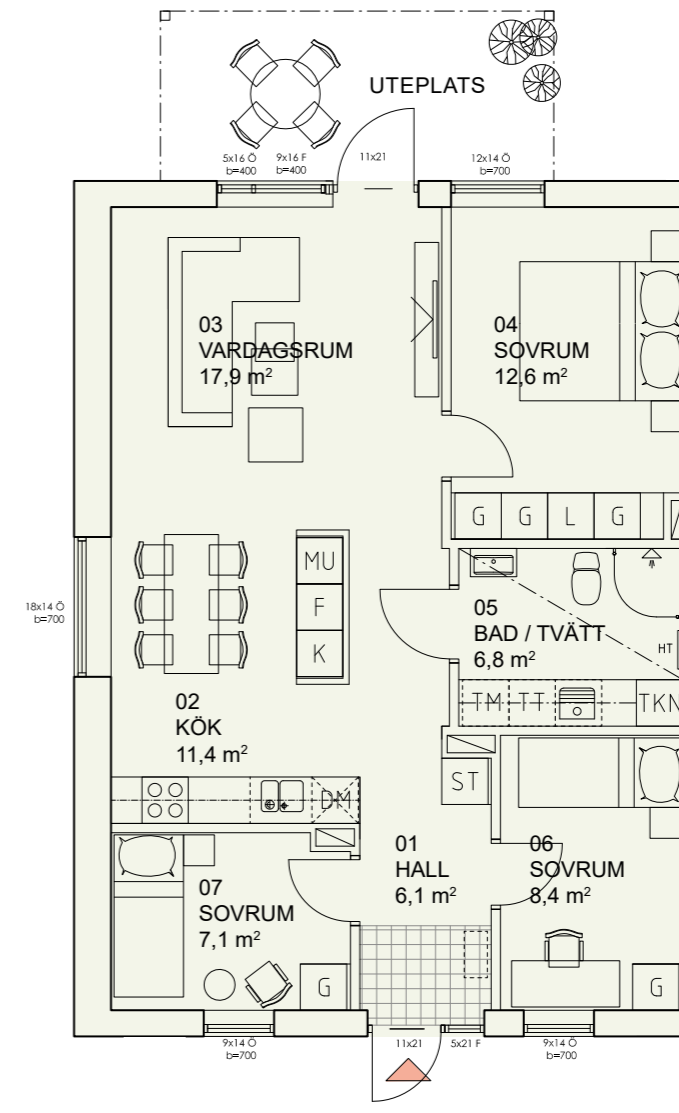 UTEPLATS
5x16 Ö
b=400
9x16 F
b=400
11x21
12x14 Ö
b=700
03
VARDAGSRUM
17,9 m²
04
SOVRUM
12,6 m²
G
G
L
G
MU
F
K
18x14 Ö
b=700
05
BAD / TVÄTT
6,8 m²
HT
TM
TT
TKN
02
KÖK
11,4 m²
DM
ST
01
HALL
6,1 m²
06
SOVRUM
8,4 m²
07
SOVRUM
7,1 m²
G
G
9x14 Ö
b=700
11x21
5x21 F
9x14 Ö
b=700